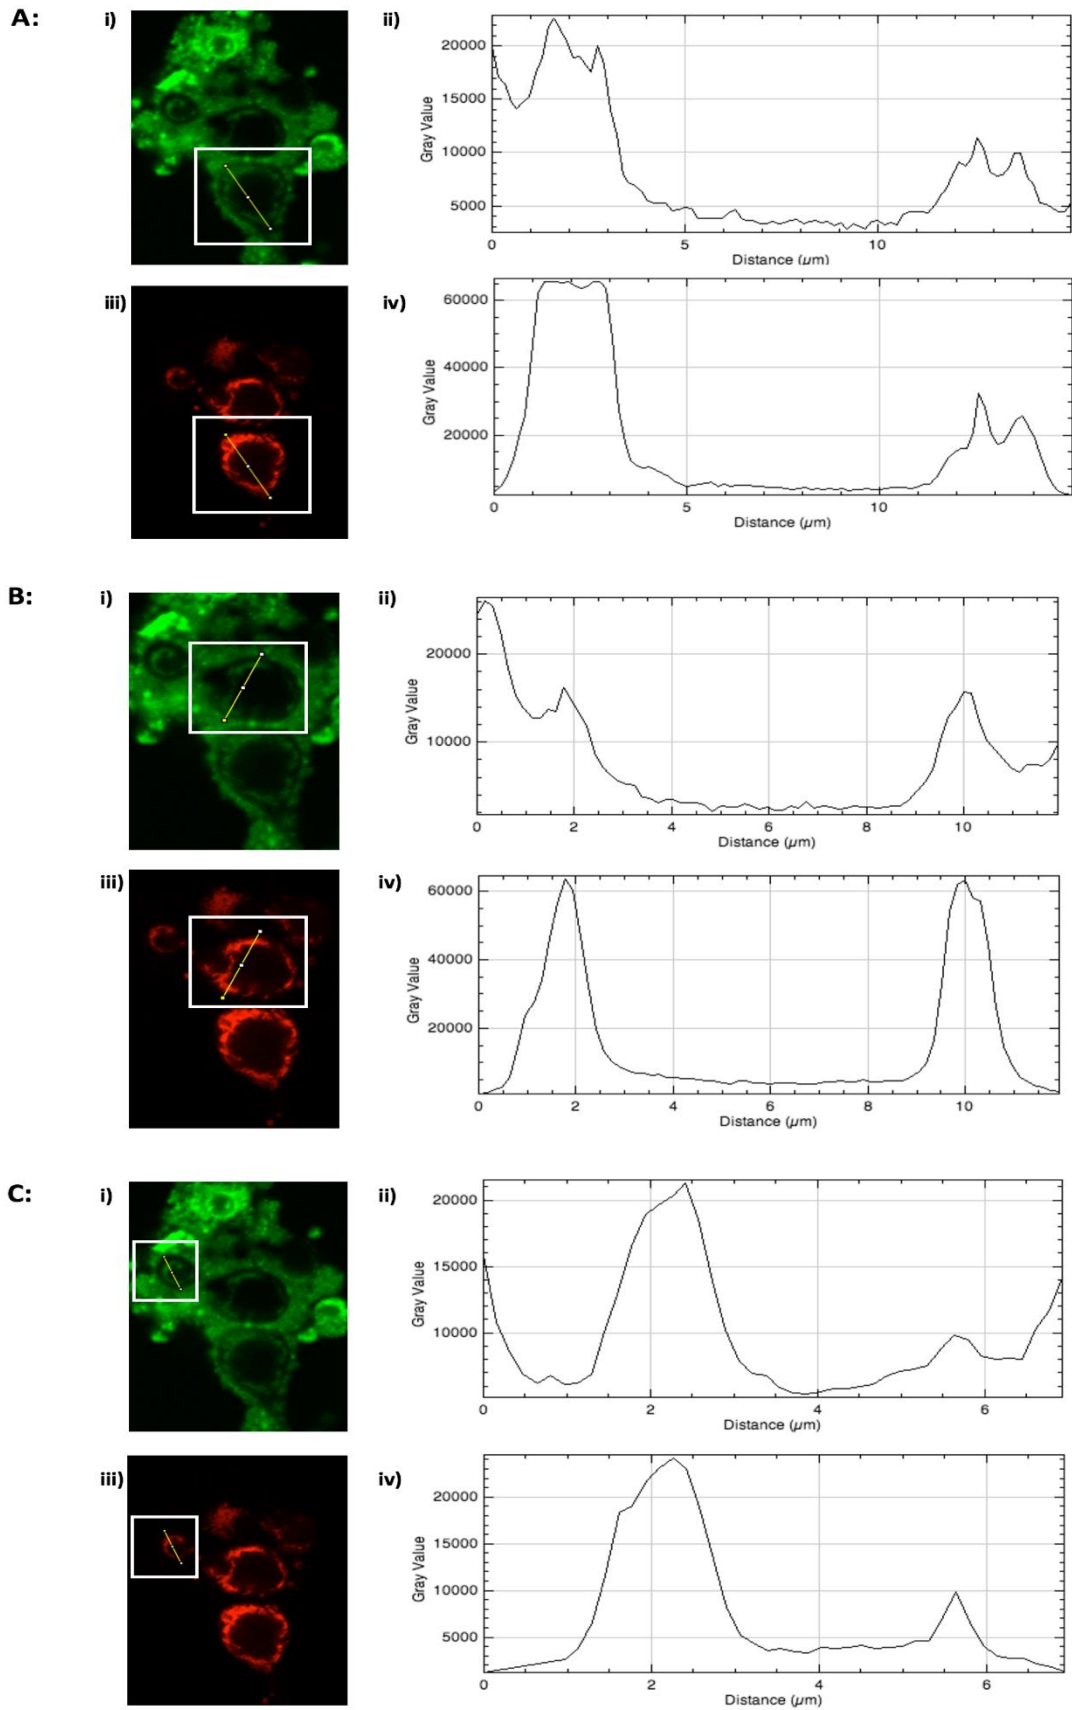 A:
i)
ii)
20000
15000
10000
5000
Gray Value
0 5 10
Distance (µm)
iii)
iv)
60000
40000
20000
Gray Value
0 5 10
Distance (µm)
B:
i)
ii)
20000
10000
Gray Value
0 2 4 6 8 10
Distance (µm)
iii)
iv)
60000
40000
20000
Gray Value
0 2 4 6 8 10
Distance (µm)
C:
i)
ii)
20000
15000
10000
Gray Value
0 2 4 6
Distance (µm)
iii)
iv)
20000
15000
10000
5000
Gray Value
0 2 4 6
Distance (µm)